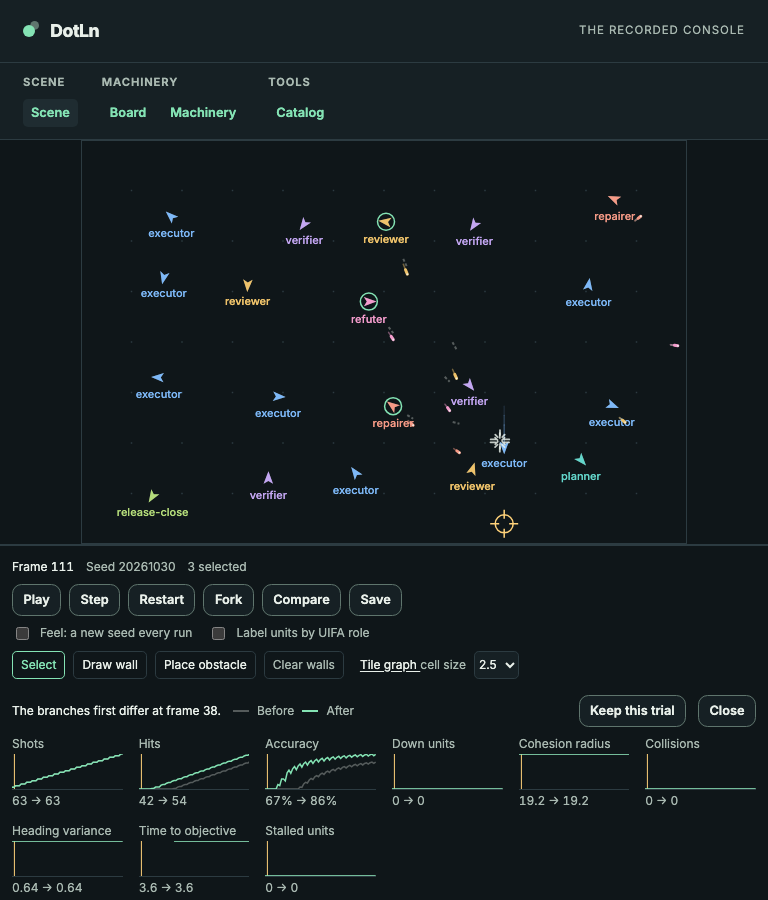 DotLn
THE RECORDED CONSOLE
SCENE MACHINERY TOOLS
Scene Board Machinery Catalog
repairer
executor verifier reviewer verifier
executor reviewer executor
refuter
executor executor repairer verifier executor
executor planner
release-close verifier executor reviewer
Frame 111 Seed 20261030 3 selected
Play Step Restart Fork Compare Save
Feel: a new seed every run Label units by UIFA role
Select Draw wall Place obstacle Clear walls Tile graph cell size 2.5
The branches first differ at frame 38. Before After Keep this trial Close
Shots Hits Accuracy Down units Cohesion radius Collisions
63 → 63 42 → 54 67% → 86% 0 → 0 19.2 → 19.2 0 → 0
Heading variance Time to objective Stalled units
0.64 → 0.64 3.6 → 3.6 0 → 0